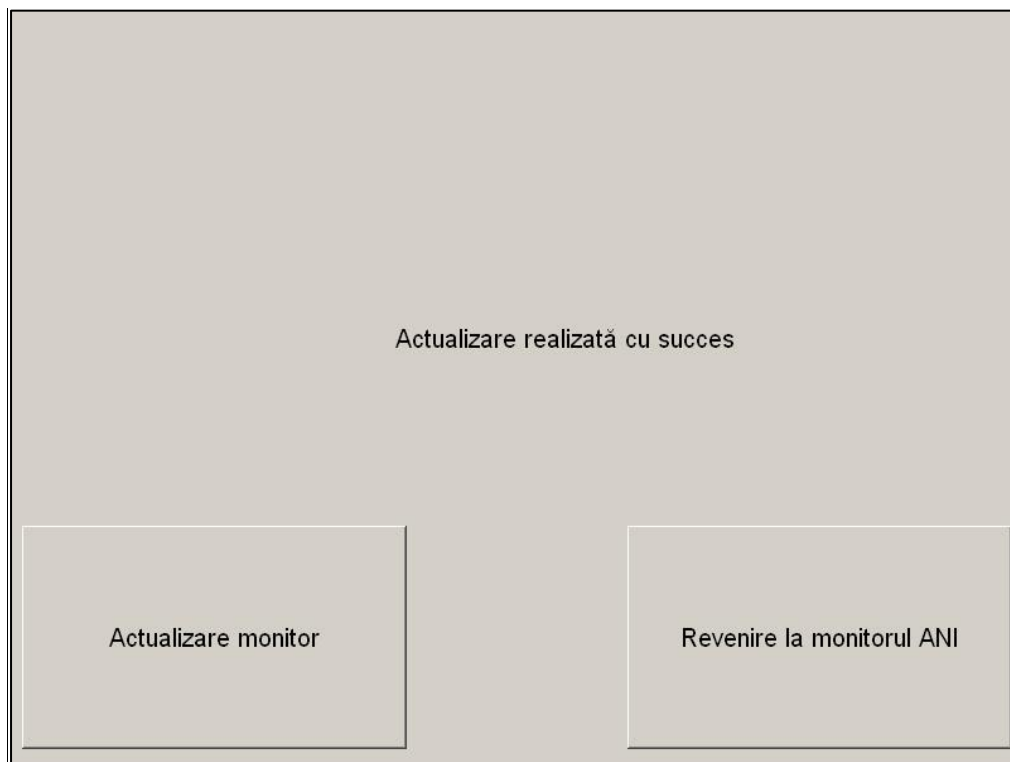 Actualizare realizată cu succes
Actualizare monitor
Revenire la monitorul ANI